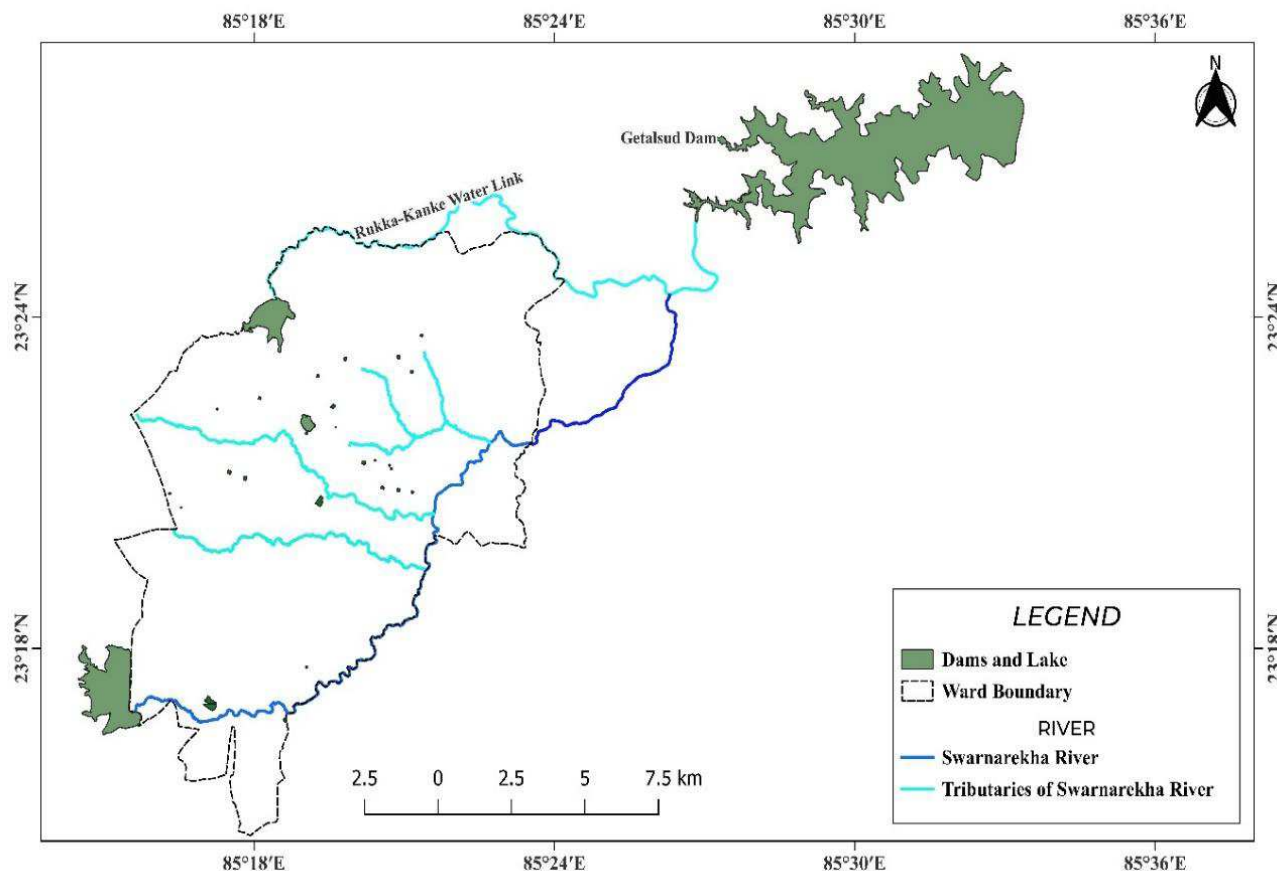 85°18′E 85°24′E 85°30′E 85°36′E
N
Getalsud Dam
Rukka-Kanke Water Link
23°24′N 23°24′N
23°18′N 23°18′N
LEGEND
Dams and Lake
Ward Boundary
RIVER
Swarnarekha River
Tributaries of Swarnarekha River
2.5 0 2.5 5 7.5 km
85°18′E 85°24′E 85°30′E 85°36′E